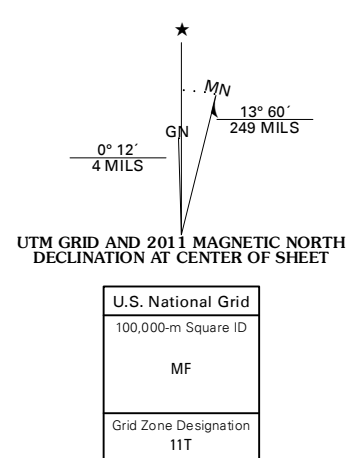 ★
MN
GN
13° 60´
249 MILS
0° 12´
4 MILS
UTM GRID AND 2011 MAGNETIC NORTH
DECLINATION AT CENTER OF SHEET
U.S. National Grid
100,000-m Square ID
MF
Grid Zone Designation
11T